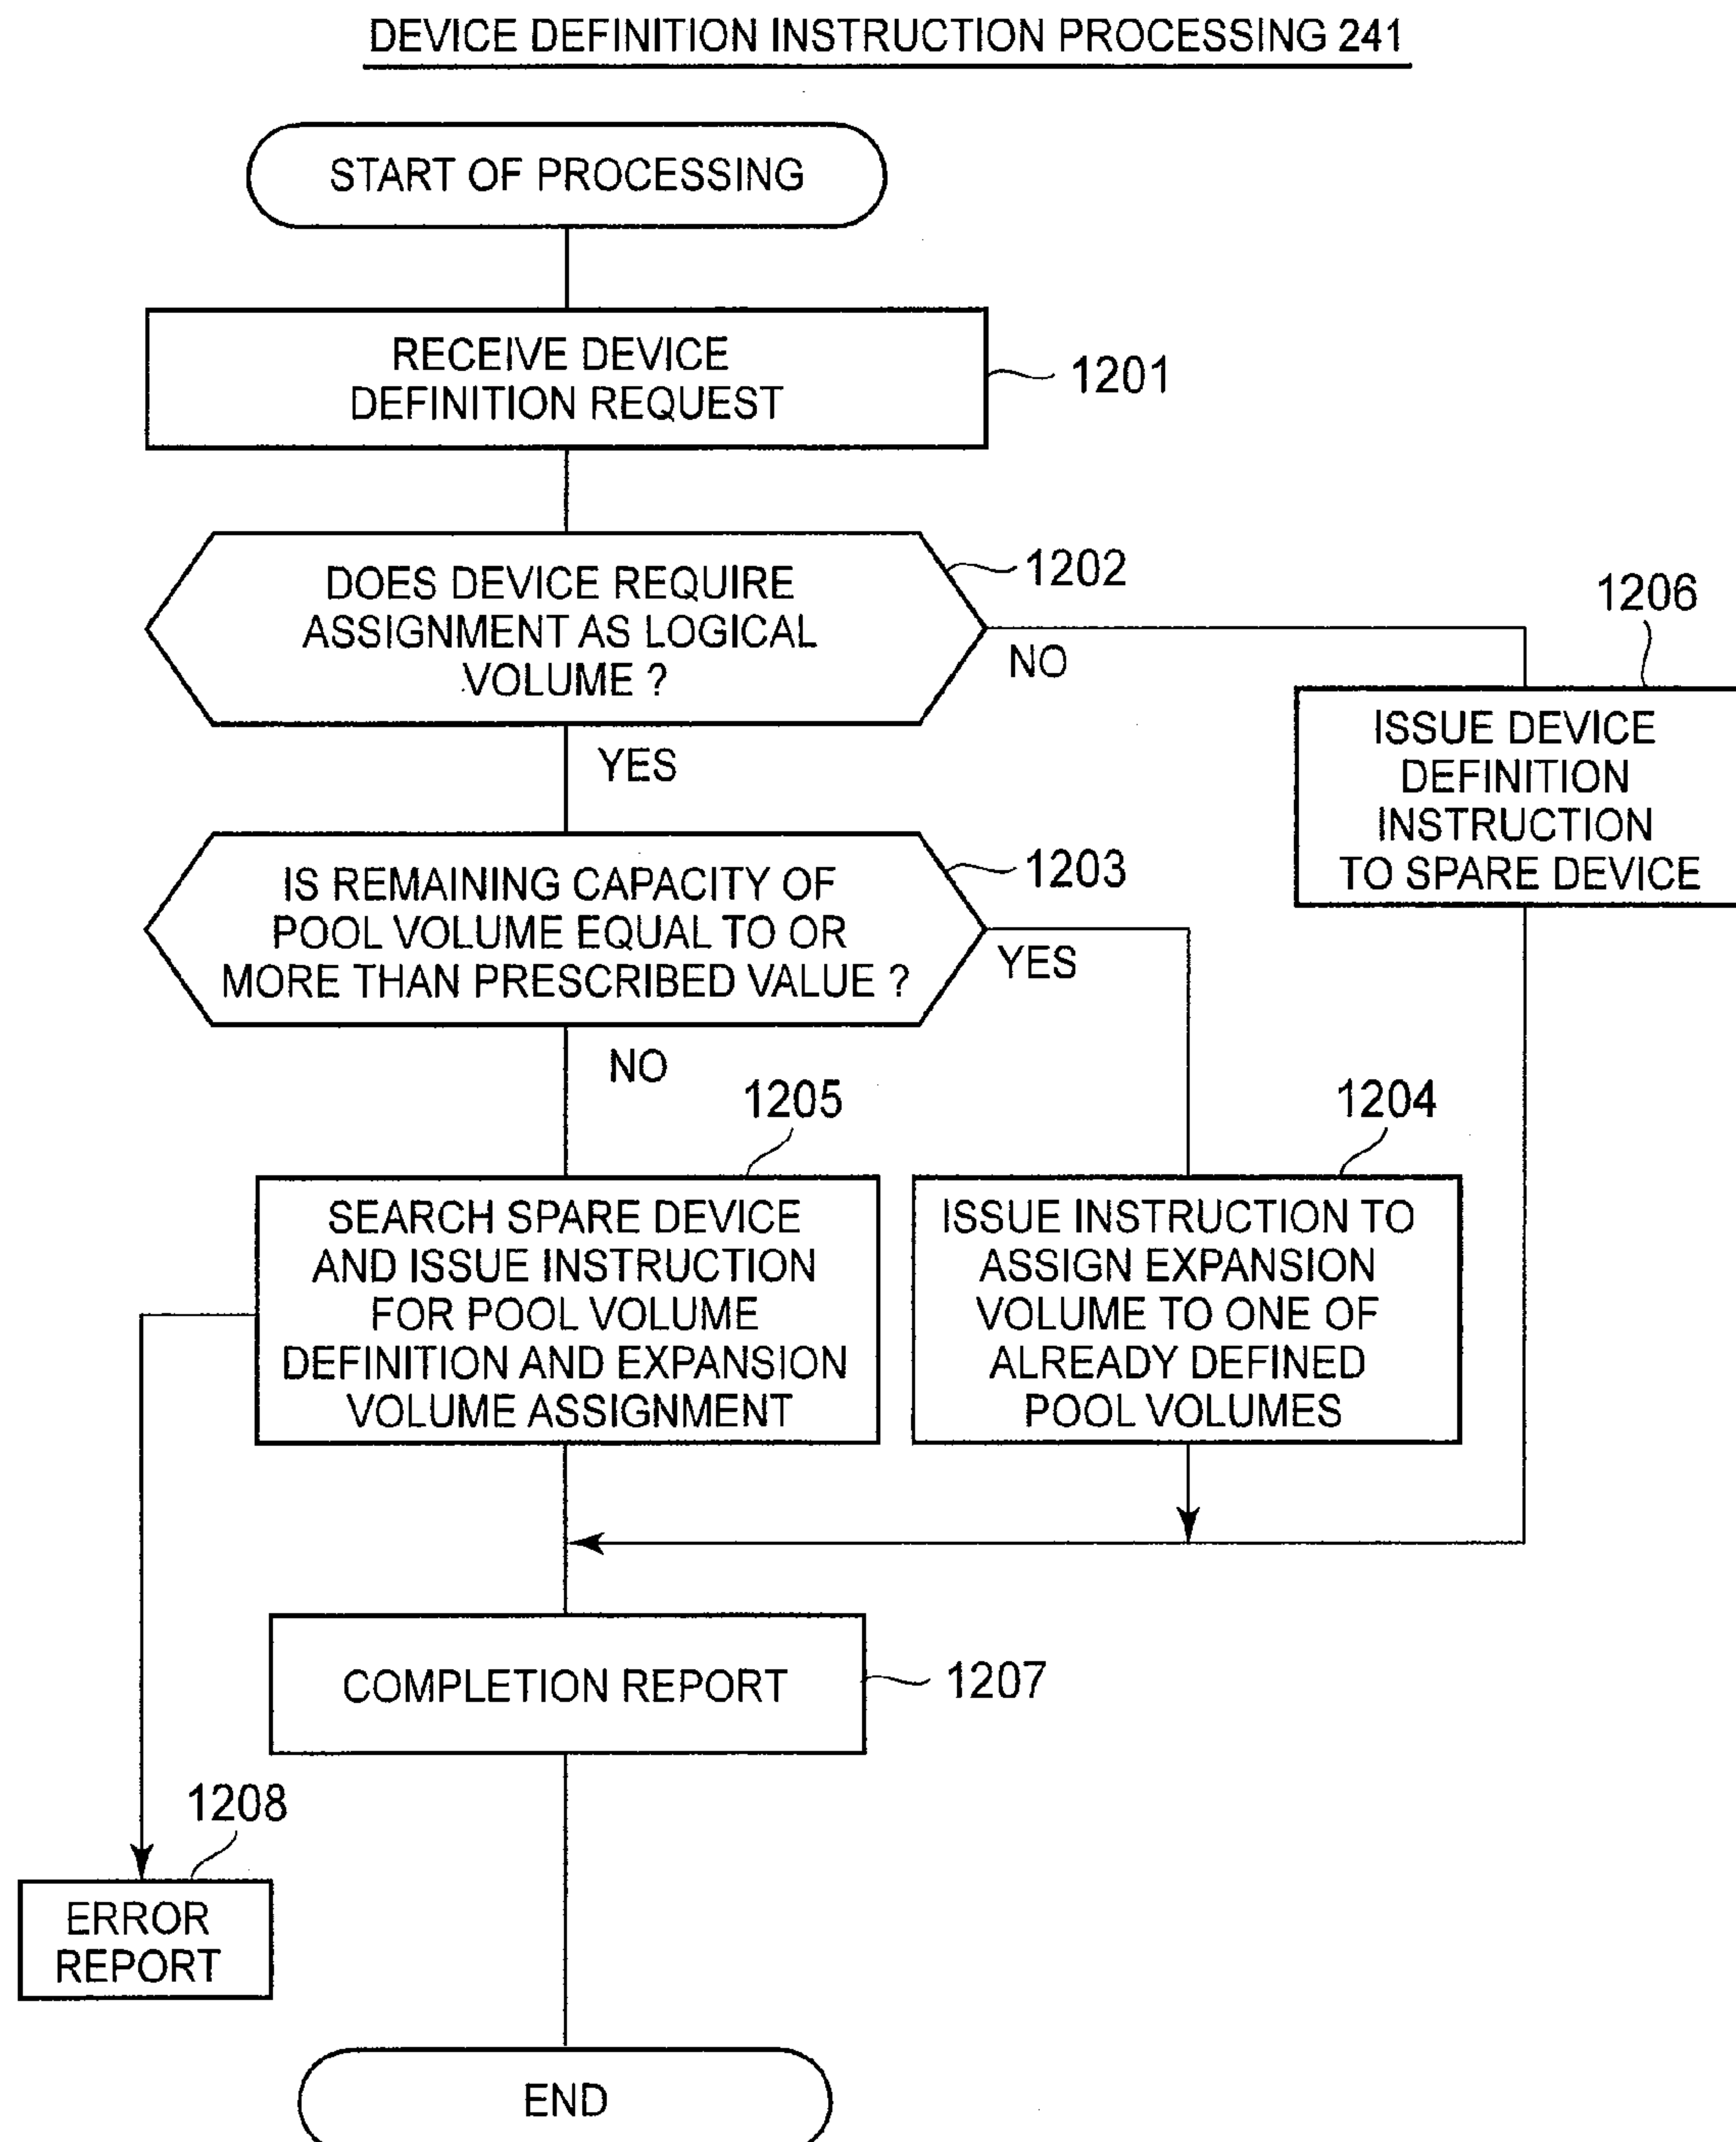 DEVICE DEFINITION INSTRUCTION PROCESSING 241
START OF PROCESSING
RECEIVE DEVICE
DEFINITION REQUEST
1201
DOES DEVICE REQUIRE
ASSIGNMENT AS LOGICAL
VOLUME ?
1202
NO
1206
ISSUE DEVICE
DEFINITION
INSTRUCTION
TO SPARE DEVICE
YES
IS REMAINING CAPACITY OF
POOL VOLUME EQUAL TO OR
MORE THAN PRESCRIBED VALUE ?
1203
YES
NO
1205
SEARCH SPARE DEVICE
AND ISSUE INSTRUCTION
FOR POOL VOLUME
DEFINITION AND EXPANSION
VOLUME ASSIGNMENT
1204
ISSUE INSTRUCTION TO
ASSIGN EXPANSION
VOLUME TO ONE OF
ALREADY DEFINED
POOL VOLUMES
COMPLETION REPORT
1207
1208
ERROR
REPORT
END